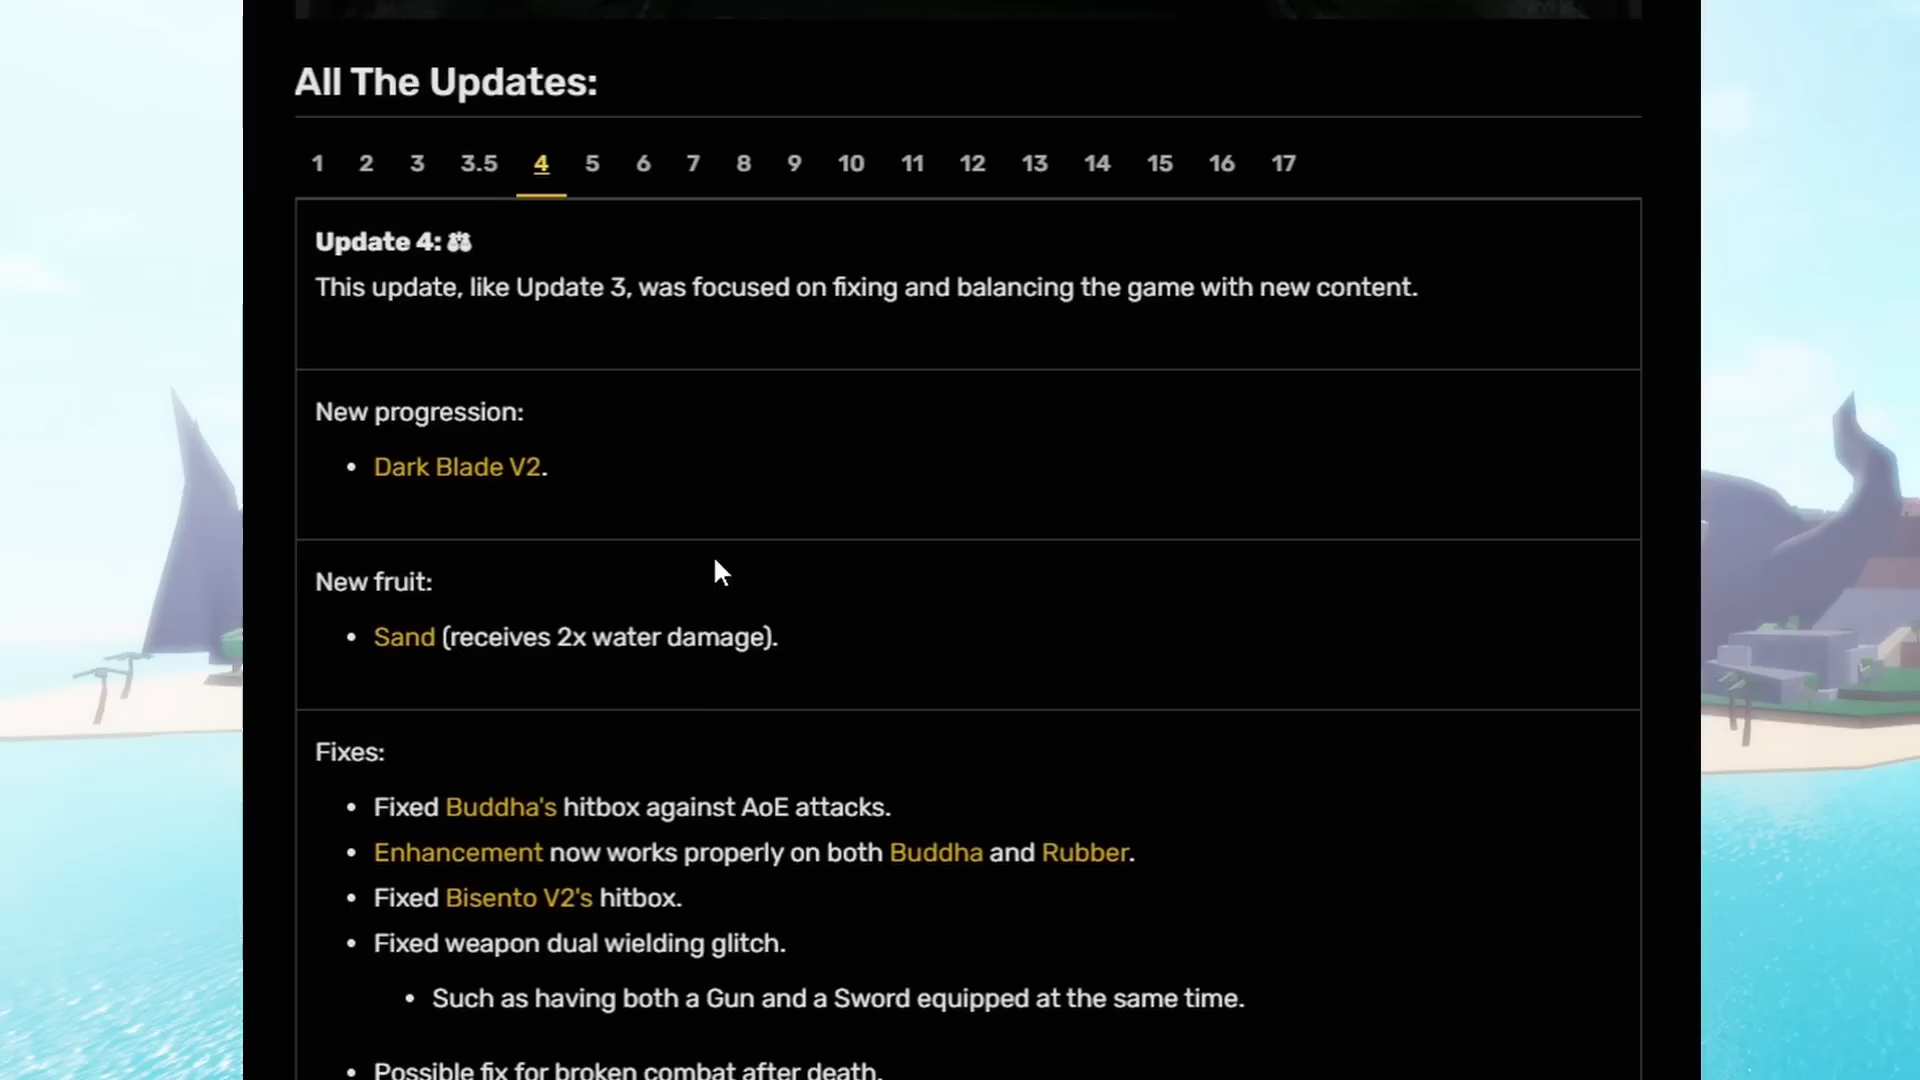 All The Updates:
1 2 3 3.5 4 5 6 7 8 9 10 11 12 13 14 15 16 17
Update 4:
This update, like Update 3, was focused on fixing and balancing the game with new content.
New progression:
• Dark Blade V2.
New fruit:
• Sand (receives 2x water damage).
Fixes:
• Fixed Buddha's hitbox against AoE attacks.
• Enhancement now works properly on both Buddha and Rubber.
• Fixed Bisento V2's hitbox.
• Fixed weapon dual wielding glitch.
• Such as having both a Gun and a Sword equipped at the same time.
• Possible fix for broken combat after death.